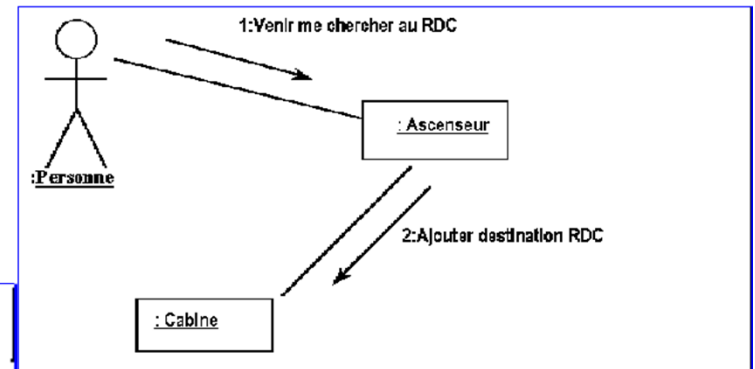 1:Venir me chercher au RDC
: Ascenseur
:Personne
2:Ajouter destination RDC
: Cabine